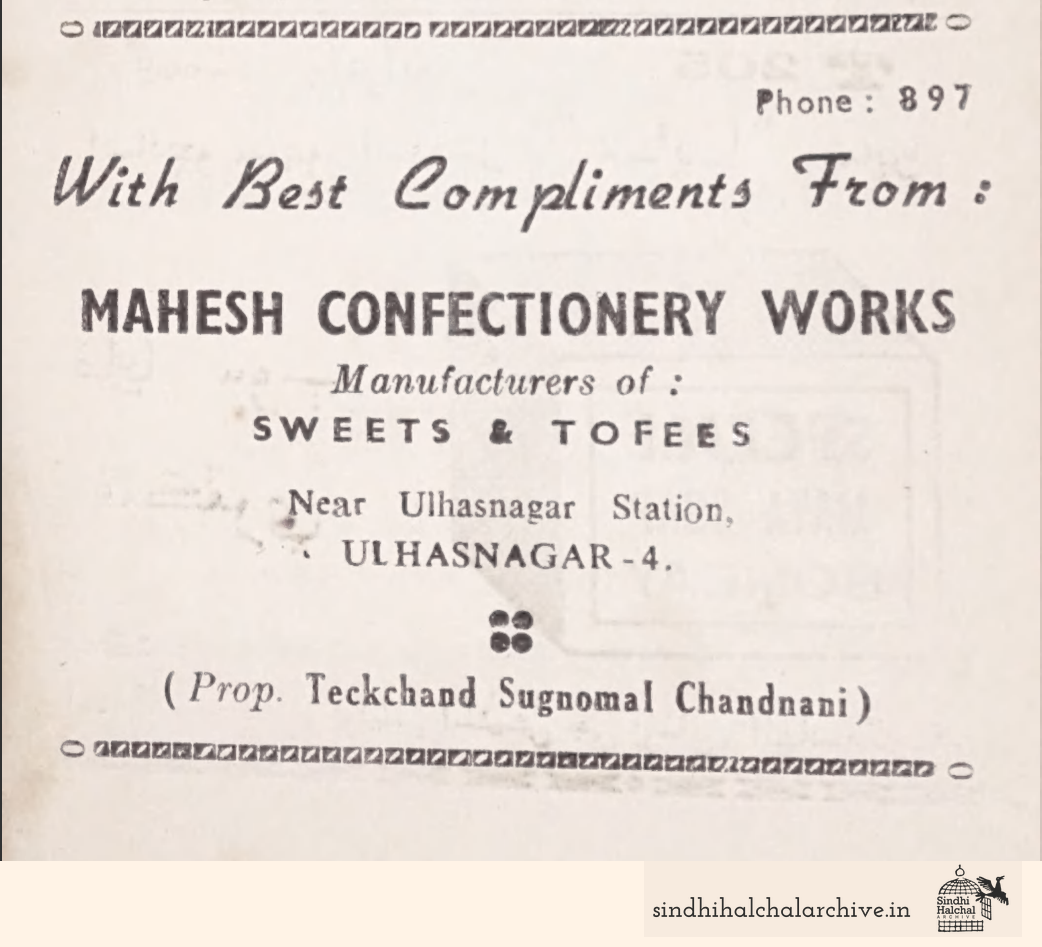 Phone : 897
With Best Compliments From :
MAHESH CONFECTIONERY WORKS
Manufacturers of :
SWEETS & TOFEES
Near Ulhasnagar Station,
ULHASNAGAR - 4.
( Prop. Teckchand Sugnomal Chandnani )
sindhihalchalarchive.in
Sindhi
Halchal
ARCHIVE